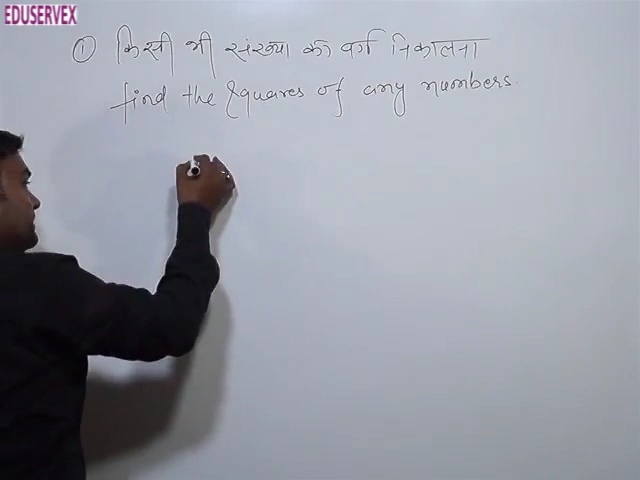 EDUSERVEX
① किसी भी संख्या का वर्ग निकालना
find the Squares of any numbers.